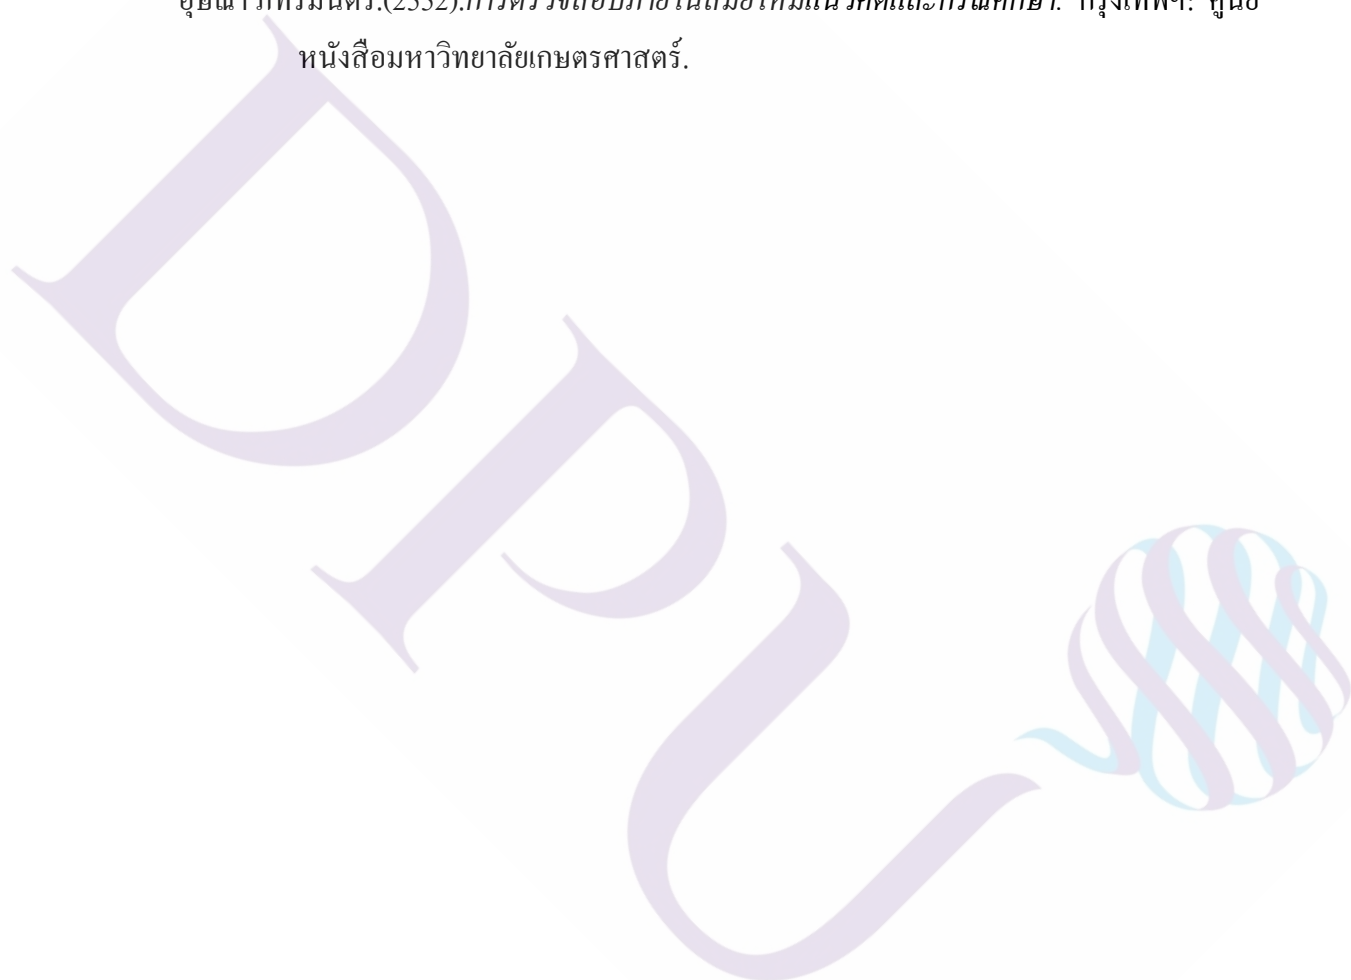 อุษณา ภัทรมนตรี.(2552).การตรวจสอบภายในสมัยใหม่แนวคิดและกรณีศึกษา. กรุงเทพฯ: ศูนย์
หนังสือมหาวิทยาลัยเกษตรศาสตร์.
DPU